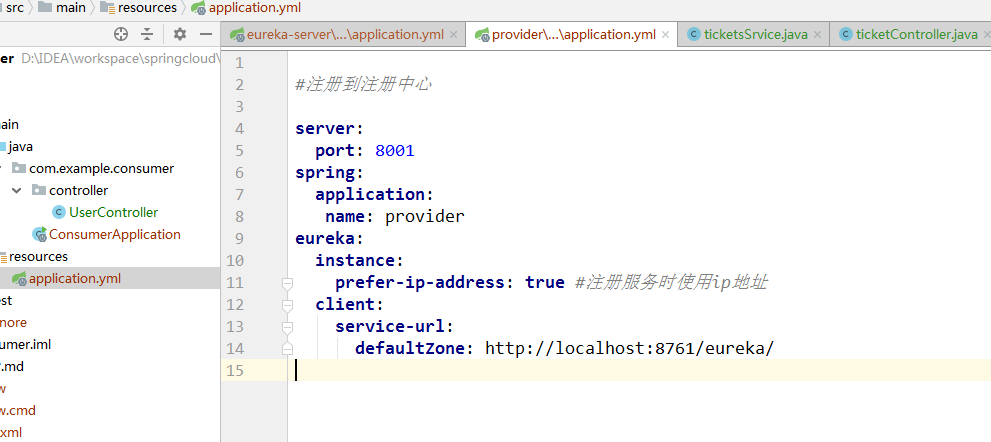 src main resources application.yml
eureka-server\...\application.yml provider\...\application.yml ticketsSrvice.java ticketController.java
er D:\IDEA\workspace\springcloud\
ain
java
com.example.consumer
controller
UserController
ConsumerApplication
resources
application.yml
est
nore
umer.iml
.md
w
w.cmd
xml
1
2 #注册到注册中心
3
4 server:
5 port: 8001
6 spring:
7 application:
8 name: provider
9 eureka:
10 instance:
11 prefer-ip-address: true #注册服务时使用ip地址
12 client:
13 service-url:
14 defaultZone: http://localhost:8761/eureka/
15